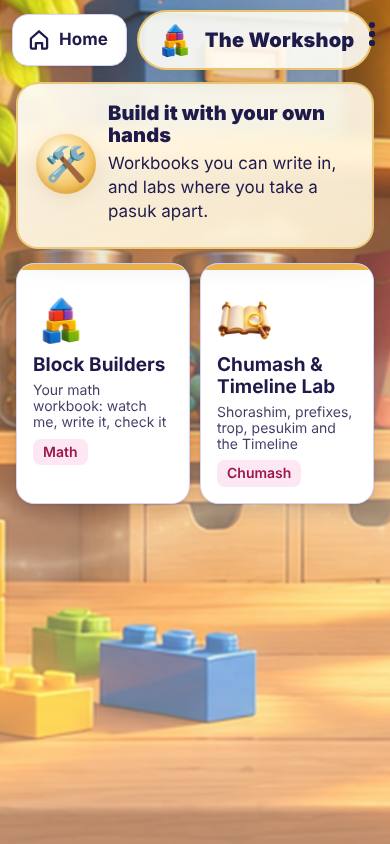 Home
The Workshop
Build it with your own
hands
Workbooks you can write in,
and labs where you take a
pasuk apart.
Block Builders
Your math
workbook: watch
me, write it, check it
Math
Chumash &
Timeline Lab
Shorashim, prefixes,
trop, pesukim and
the Timeline
Chumash